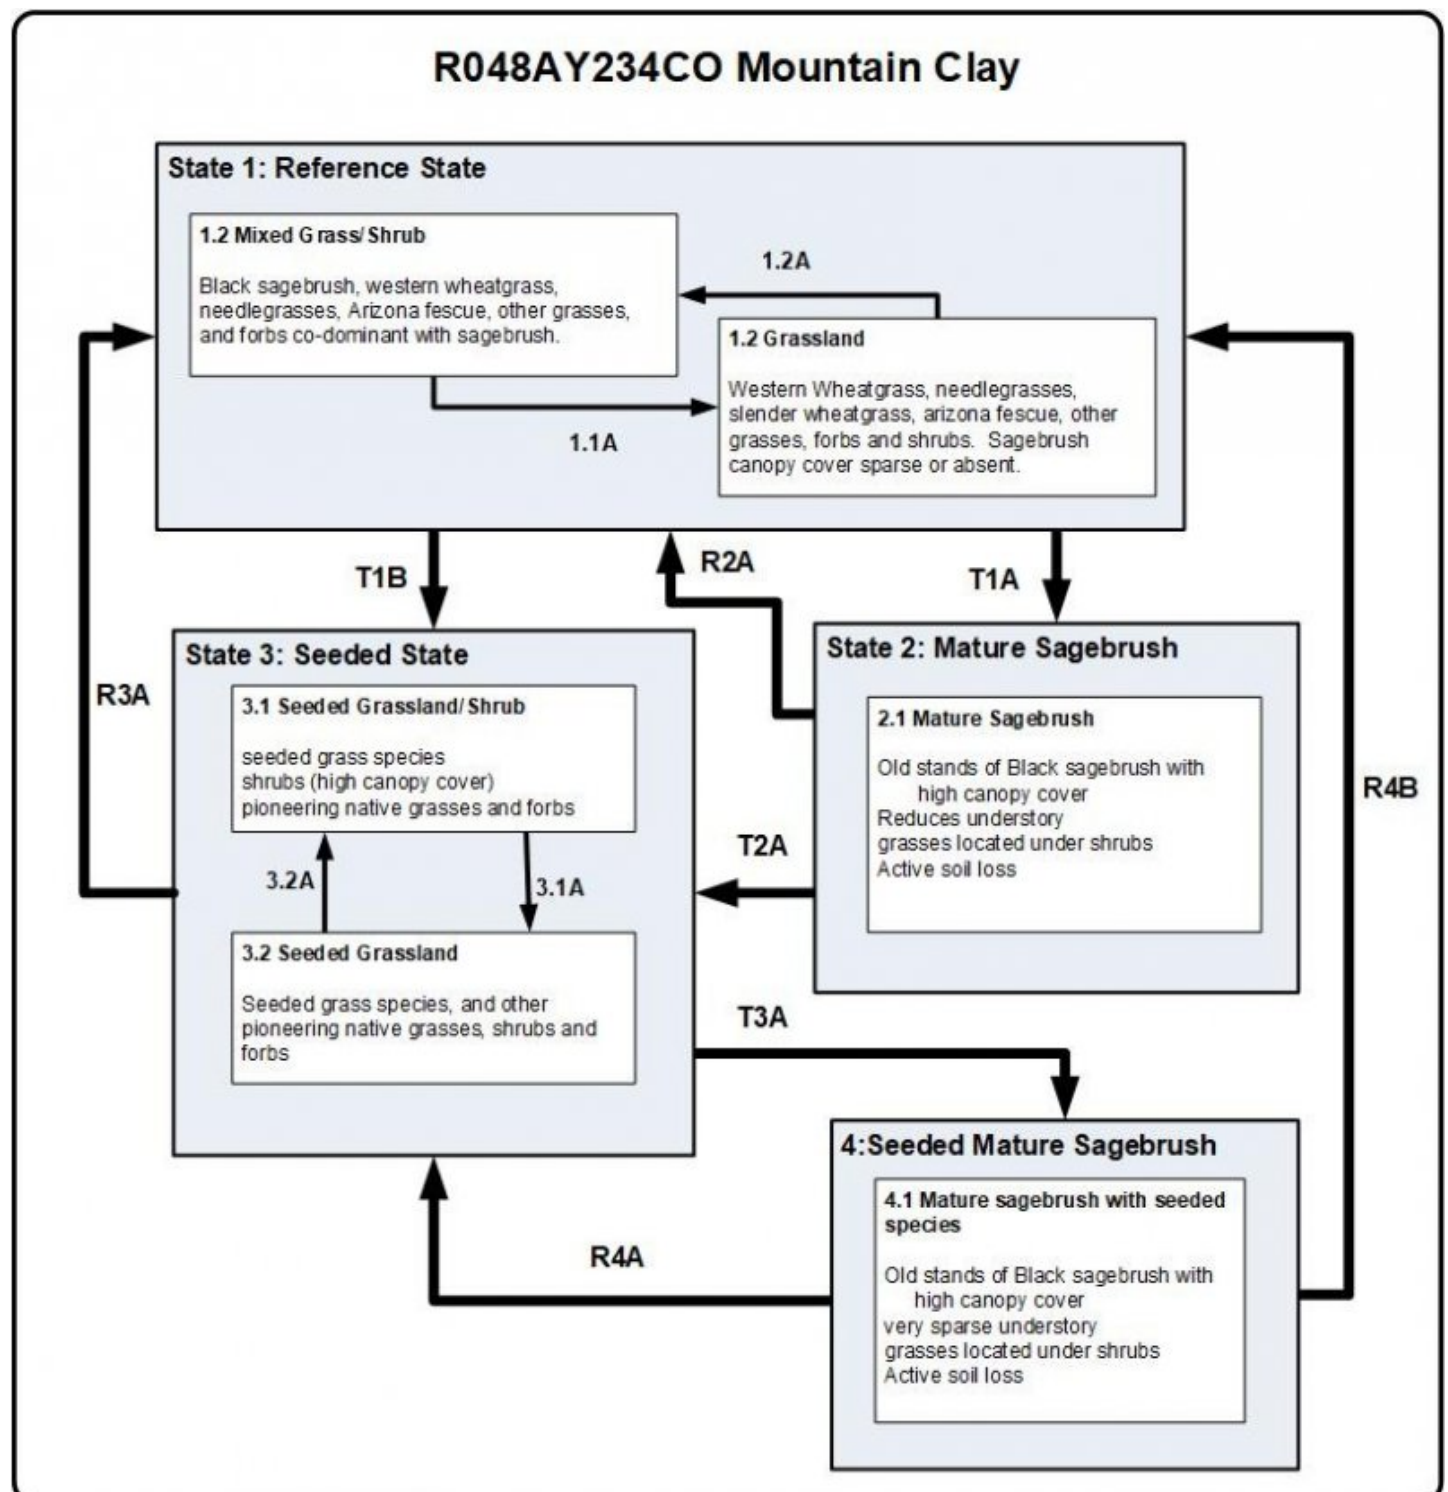 R048AY234CO Mountain Clay
State 1: Reference State
1.2 Mixed Grass/Shrub
Black sagebrush, western wheatgrass,
needlegrasses, Arizona fescue, other grasses,
and forbs co-dominant with sagebrush.
1.2A
1.2 Grassland
Western Wheatgrass, needlegrasses,
slender wheatgrass, arizona fescue, other
grasses, forbs and shrubs. Sagebrush
canopy cover sparse or absent.
1.1A
T1B
R2A
T1A
State 3: Seeded State
3.1 Seeded Grassland/Shrub
seeded grass species
shrubs (high canopy cover)
pioneering native grasses and forbs
3.2A
3.1A
3.2 Seeded Grassland
Seeded grass species, and other
pioneering native grasses, shrubs and
forbs
R3A
State 2: Mature Sagebrush
2.1 Mature Sagebrush
Old stands of Black sagebrush with
high canopy cover
Reduces understory
grasses located under shrubs
Active soil loss
R4B
T2A
T3A
4:Seeded Mature Sagebrush
4.1 Mature sagebrush with seeded
species
Old stands of Black sagebrush with
high canopy cover
very sparse understory
grasses located under shrubs
Active soil loss
R4A